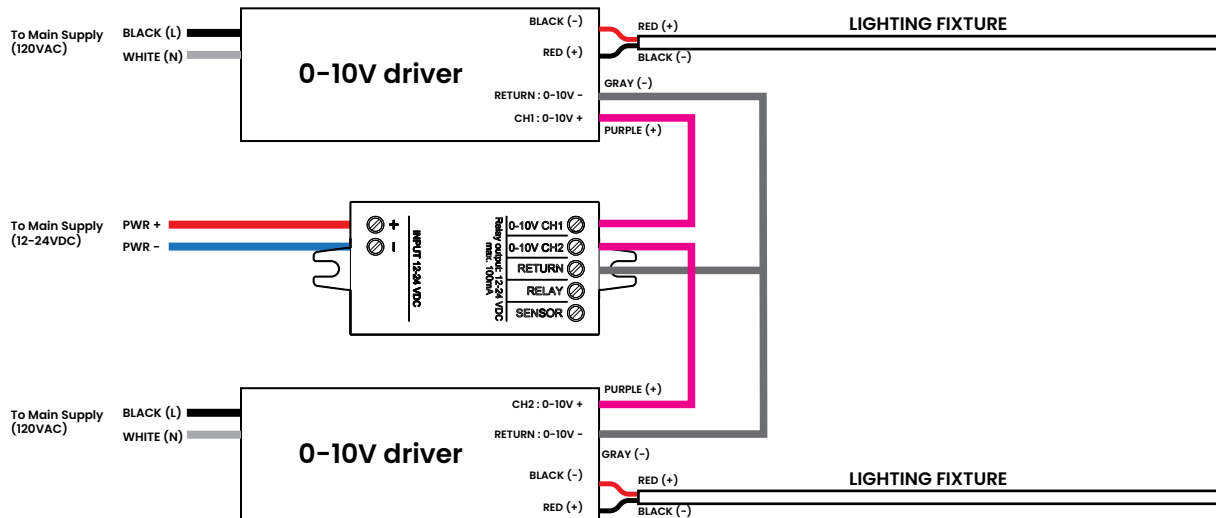 BLACK (-)
RED (+)
LIGHTING FIXTURE
To Main Supply
(120VAC)
BLACK (L)
WHITE (N)
0-10V driver
RED (+)
BLACK (-)
GRAY (-)
RETURN : 0-10V -
CH1 : 0-10V +
PURPLE (+)
To Main Supply
(12-24VDC)
PWR +
PWR -
+
-
INPUT 12-24 VDC
Relay output: 12-24 VDC
max. 100mA
0-10V CH1
0-10V CH2
RETURN
RELAY
SENSOR
PURPLE (+)
To Main Supply
(120VAC)
BLACK (L)
WHITE (N)
CH2 : 0-10V +
RETURN : 0-10V -
0-10V driver
GRAY (-)
BLACK (-)
RED (+)
LIGHTING FIXTURE
RED (+)
BLACK (-)